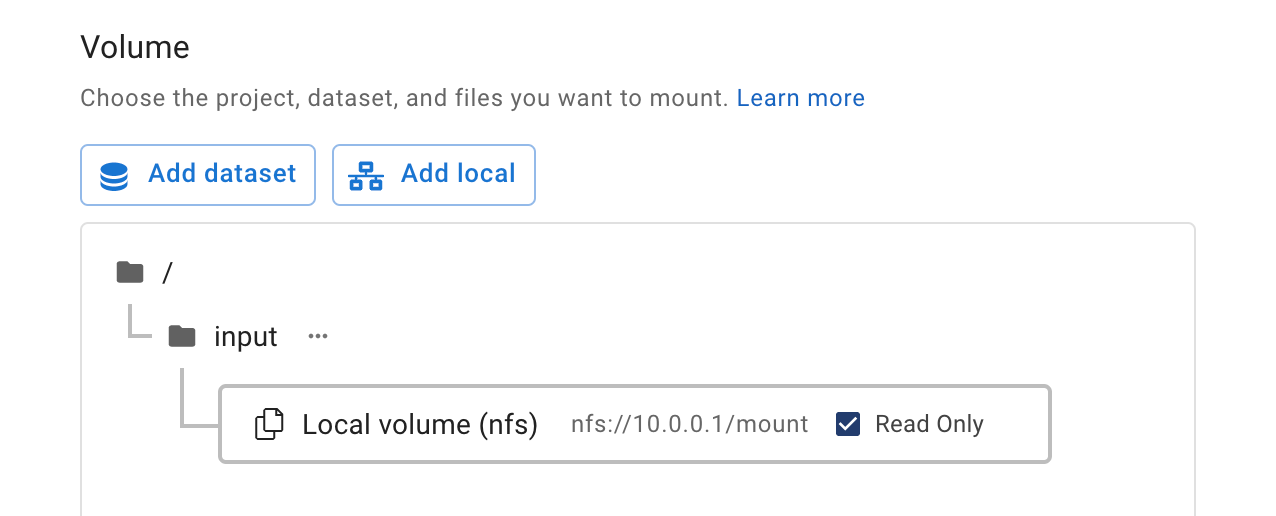 Volume
Choose the project, dataset, and files you want to mount. Learn more
Add dataset Add local
/
input ···
Local volume (nfs) nfs://10.0.0.1/mount Read Only